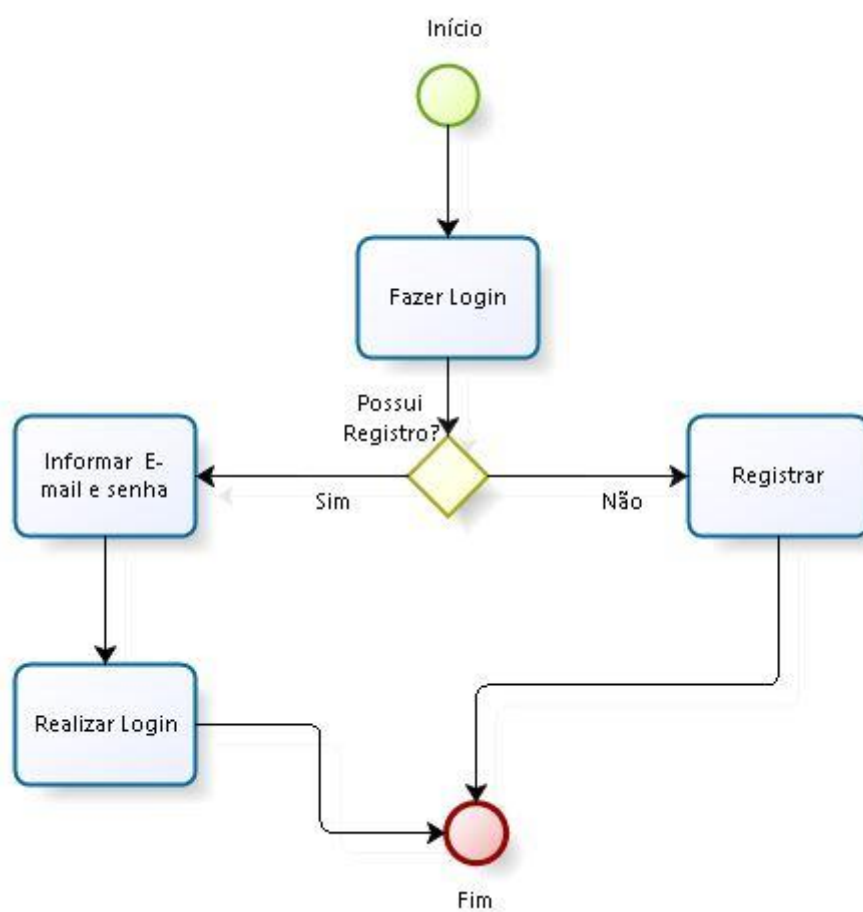 Início
Fazer Login
Possui
Registro?
Informar E-
mail e senha
Sim
Não
Registrar
Realizar Login
Fim